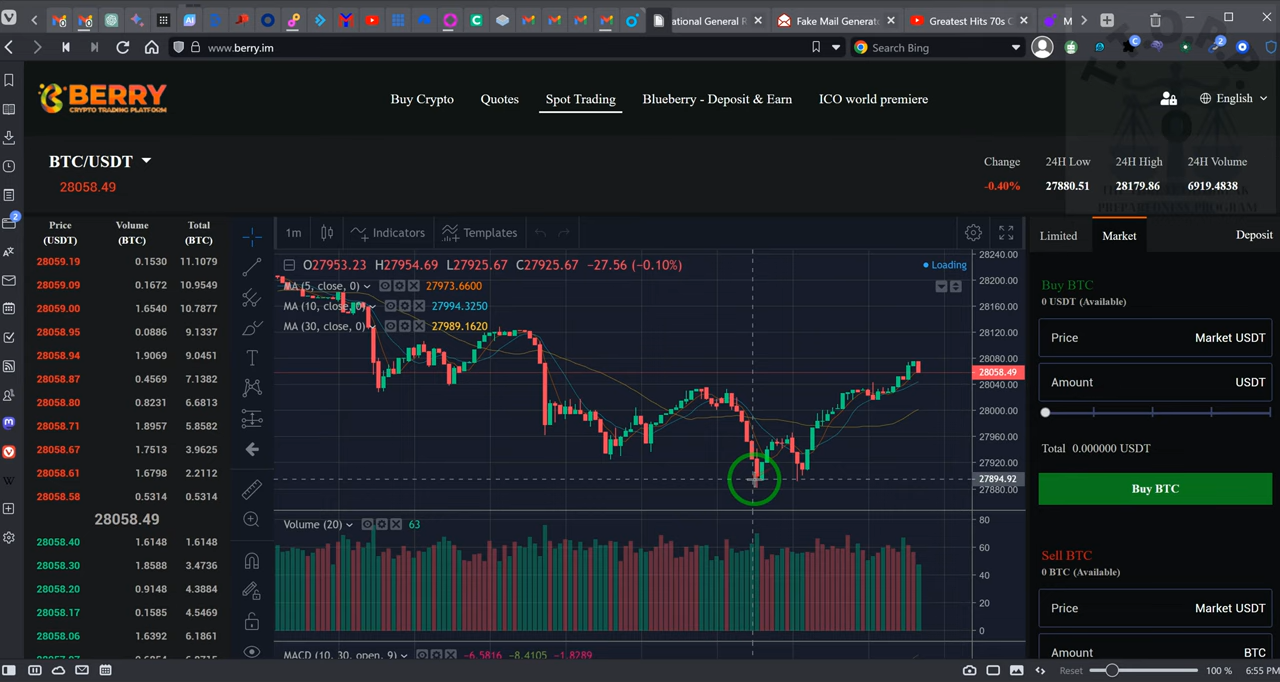 ational General R
Fake Mail Generat
Greatest Hits 70s C
M
www.berry.im
Search Bing
BERRY
CRYPTO TRADING PLATFORM
Buy Crypto
Quotes
Spot Trading
Blueberry - Deposit & Earn
ICO world premiere
English
BTC/USDT
28058.49
Change
24H Low
24H High
24H Volume
-0.40%
27880.51
28179.86
6919.4838
T.H.O.R.P.
PREPAREDNESS PROGRAM
Price (USDT)
Volume (BTC)
Total (BTC)
28059.19 0.1530 11.1079
28059.09 0.1672 10.9549
28059.00 1.6540 10.7877
28058.95 0.0886 9.1337
28058.94 1.9069 9.0451
28058.87 0.4569 7.1382
28058.80 0.8231 6.6813
28058.71 1.8957 5.8582
28058.67 1.7513 3.9625
28058.61 1.6798 2.2112
28058.58 0.5314 0.5314
28058.49
28058.40 1.6148 1.6148
28058.30 1.8588 3.4736
28058.20 0.9148 4.3884
28058.17 0.1585 4.5469
28058.06 1.6392 6.1861
1m
Indicators
Templates
O27953.23 H27954.69 L27925.67 C27925.67 -27.56 (-0.10%)
Loading
MA (5, close, 0) 27973.6600
MA (10, close, 0) 27994.3250
MA (30, close, 0) 27989.1620
28240.00
28200.00
28160.00
28120.00
28080.00
28058.49
28040.00
28000.00
27960.00
27920.00
27894.92
27880.00
Volume (20) 63
80
60
40
20
0
MACD (10, 30, open, 9) -6.5816 -8.4105 -1.8289
Limited
Market
Deposit
Buy BTC
0 USDT (Available)
Price Market USDT
Amount USDT
Total 0.000000 USDT
Buy BTC
Sell BTC
0 BTC (Available)
Price Market USDT
Amount BTC
Reset
100 %
6:55 PM